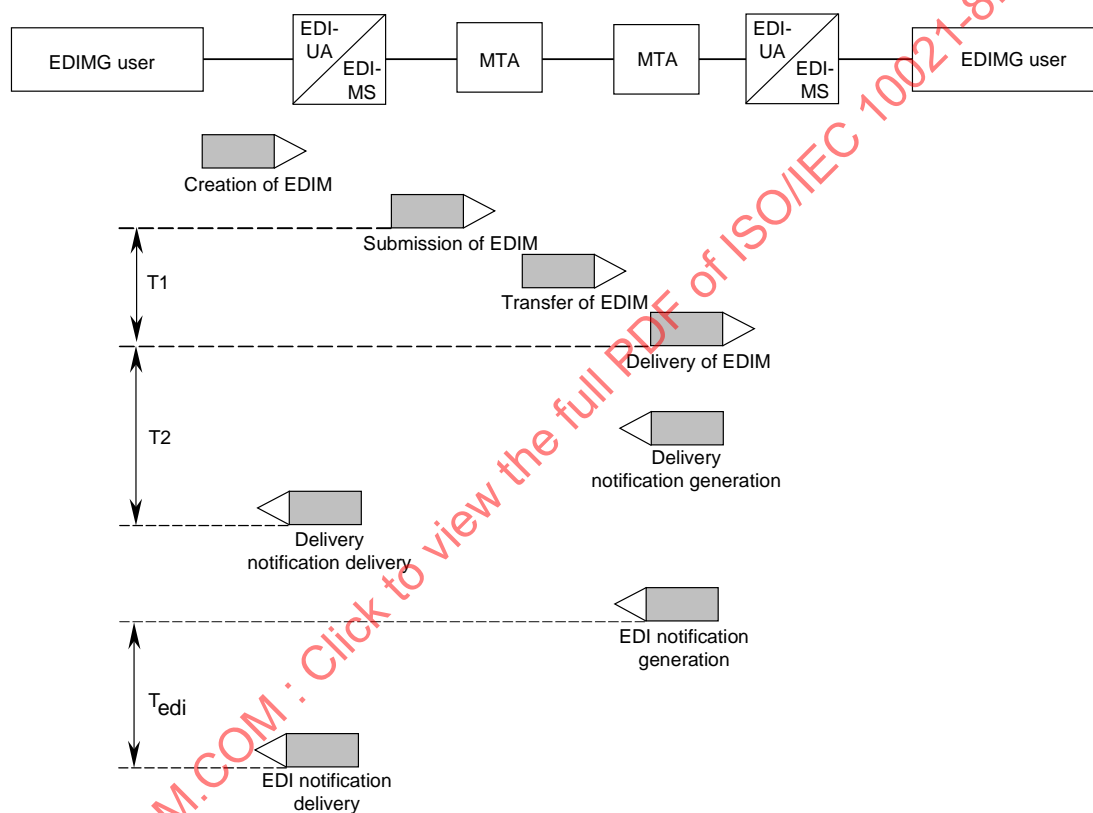 EDIMG user
EDI-
UA
EDI-
MS
MTA
MTA
EDI-
UA
EDI-
MS
EDIMG user
Creation of EDIM
Submission of EDIM
T1
Transfer of EDIM
Delivery of EDIM
T2
Delivery
notification generation
Delivery
notification delivery
EDI notification
generation
Tedi
EDI notification
delivery
M.COM : Click to view the full PDF of ISO/IEC 10021-8